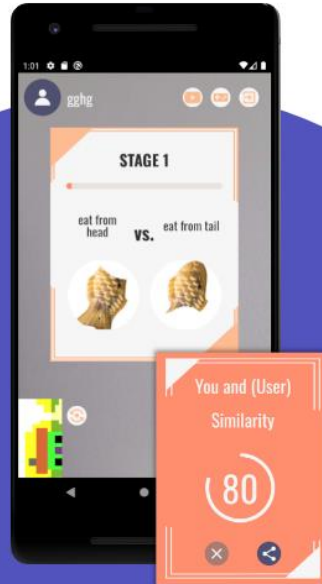 1:01
gghg
STAGE 1
eat from
head
vs.
eat from tail
You and (User)
Similarity
80